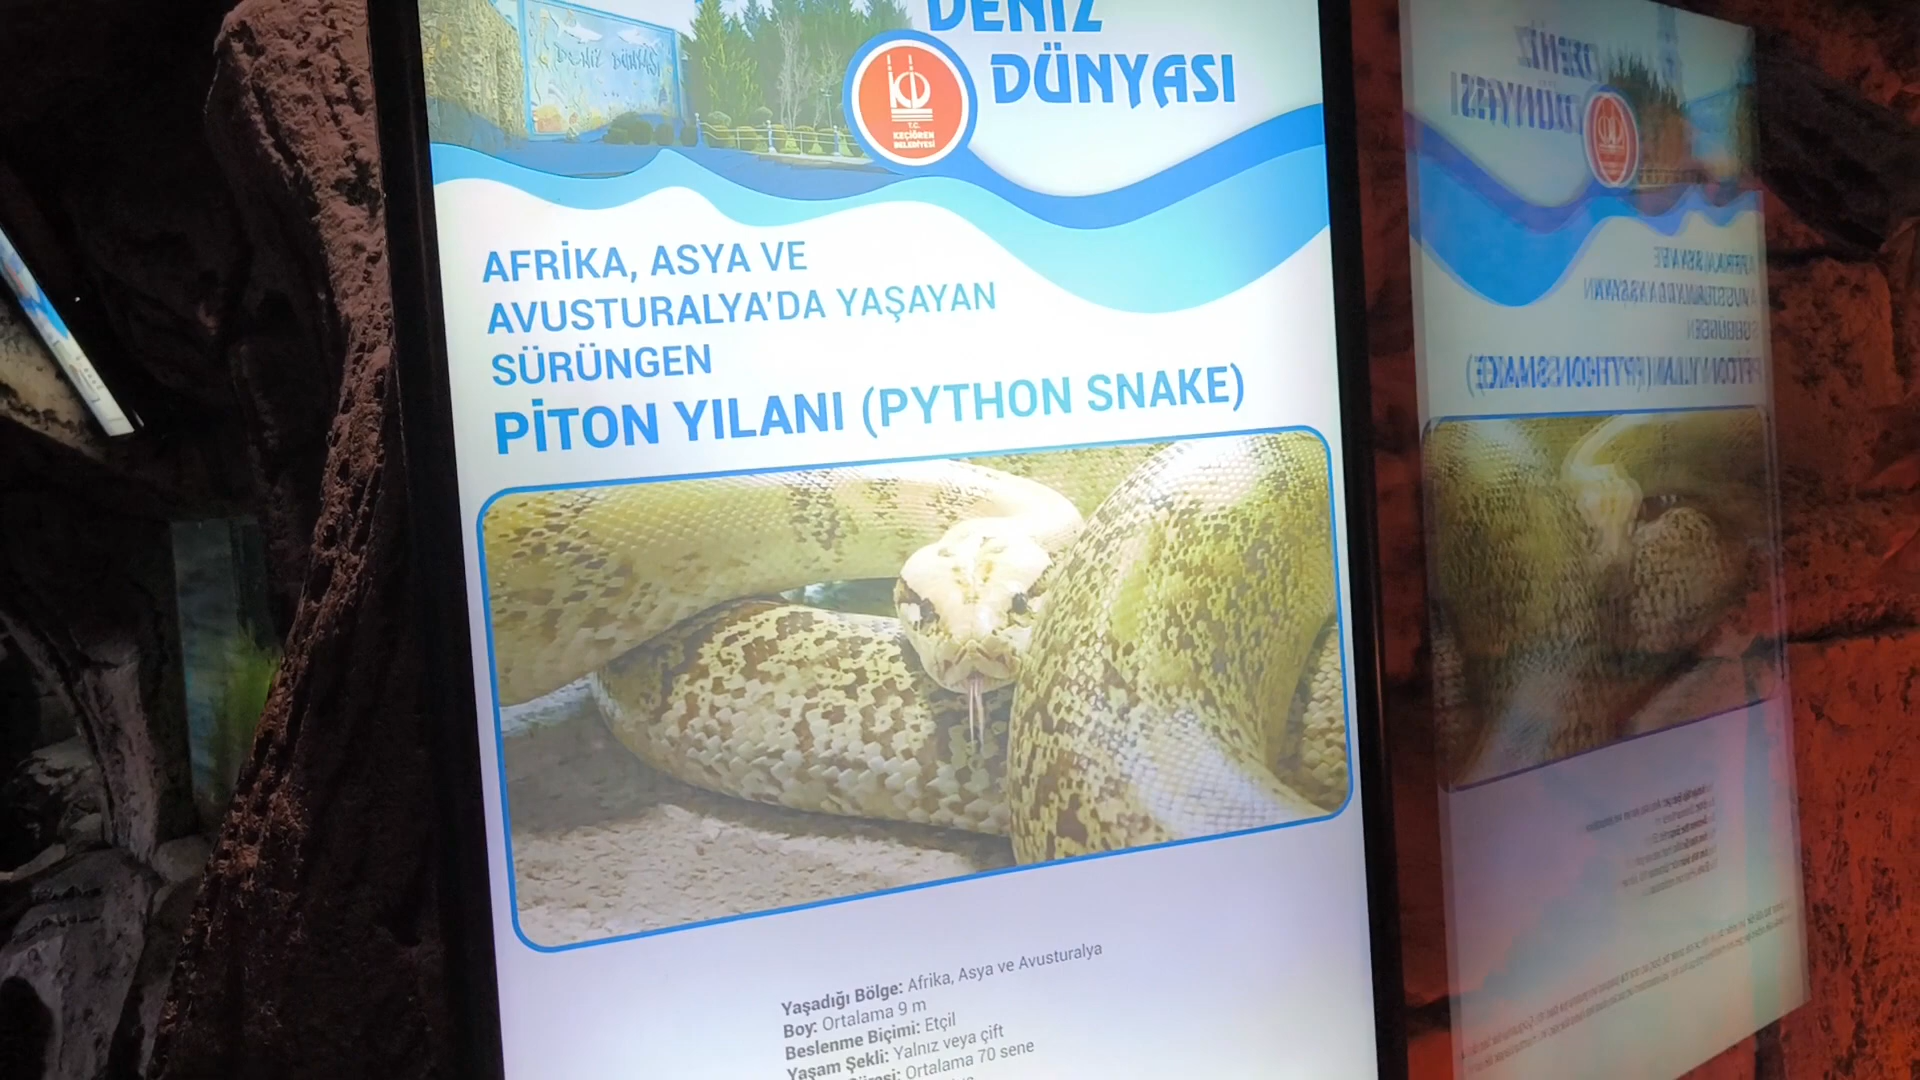 DENİZ
DÜNYASI
DENİZ DÜNYASI
T.C.
KEÇİÖREN
BELEDİYESİ
AFRİKA, ASYA VE
AVUSTURALYA'DA YAŞAYAN
SÜRÜNGEN
PİTON YILANI (PYTHON SNAKE)
Yaşadığı Bölge: Afrika, Asya ve Avusturalya
Boy: Ortalama 9 m
Beslenme Biçimi: Etçil
Yaşam Şekli: Yalnız veya çift
Ortalama 70 sene